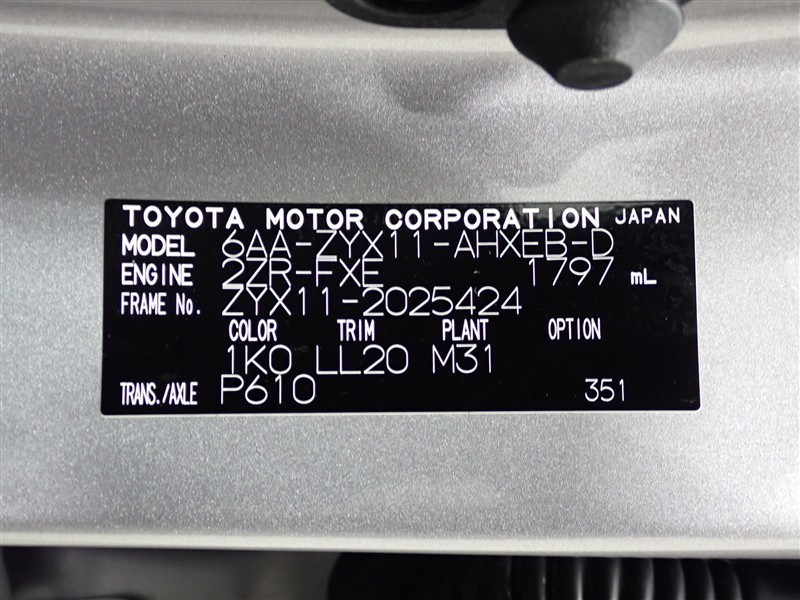 TOYOTA MOTOR CORPORATION JAPAN
MODEL 6AA-ZYX11-AHXEB-D
ENGINE 2ZR-FXE 1797 mL
FRAME No. ZYX11-2025424
COLOR TRIM PLANT OPTION
1K0 LL20 M31
TRANS./AXLE P610 351